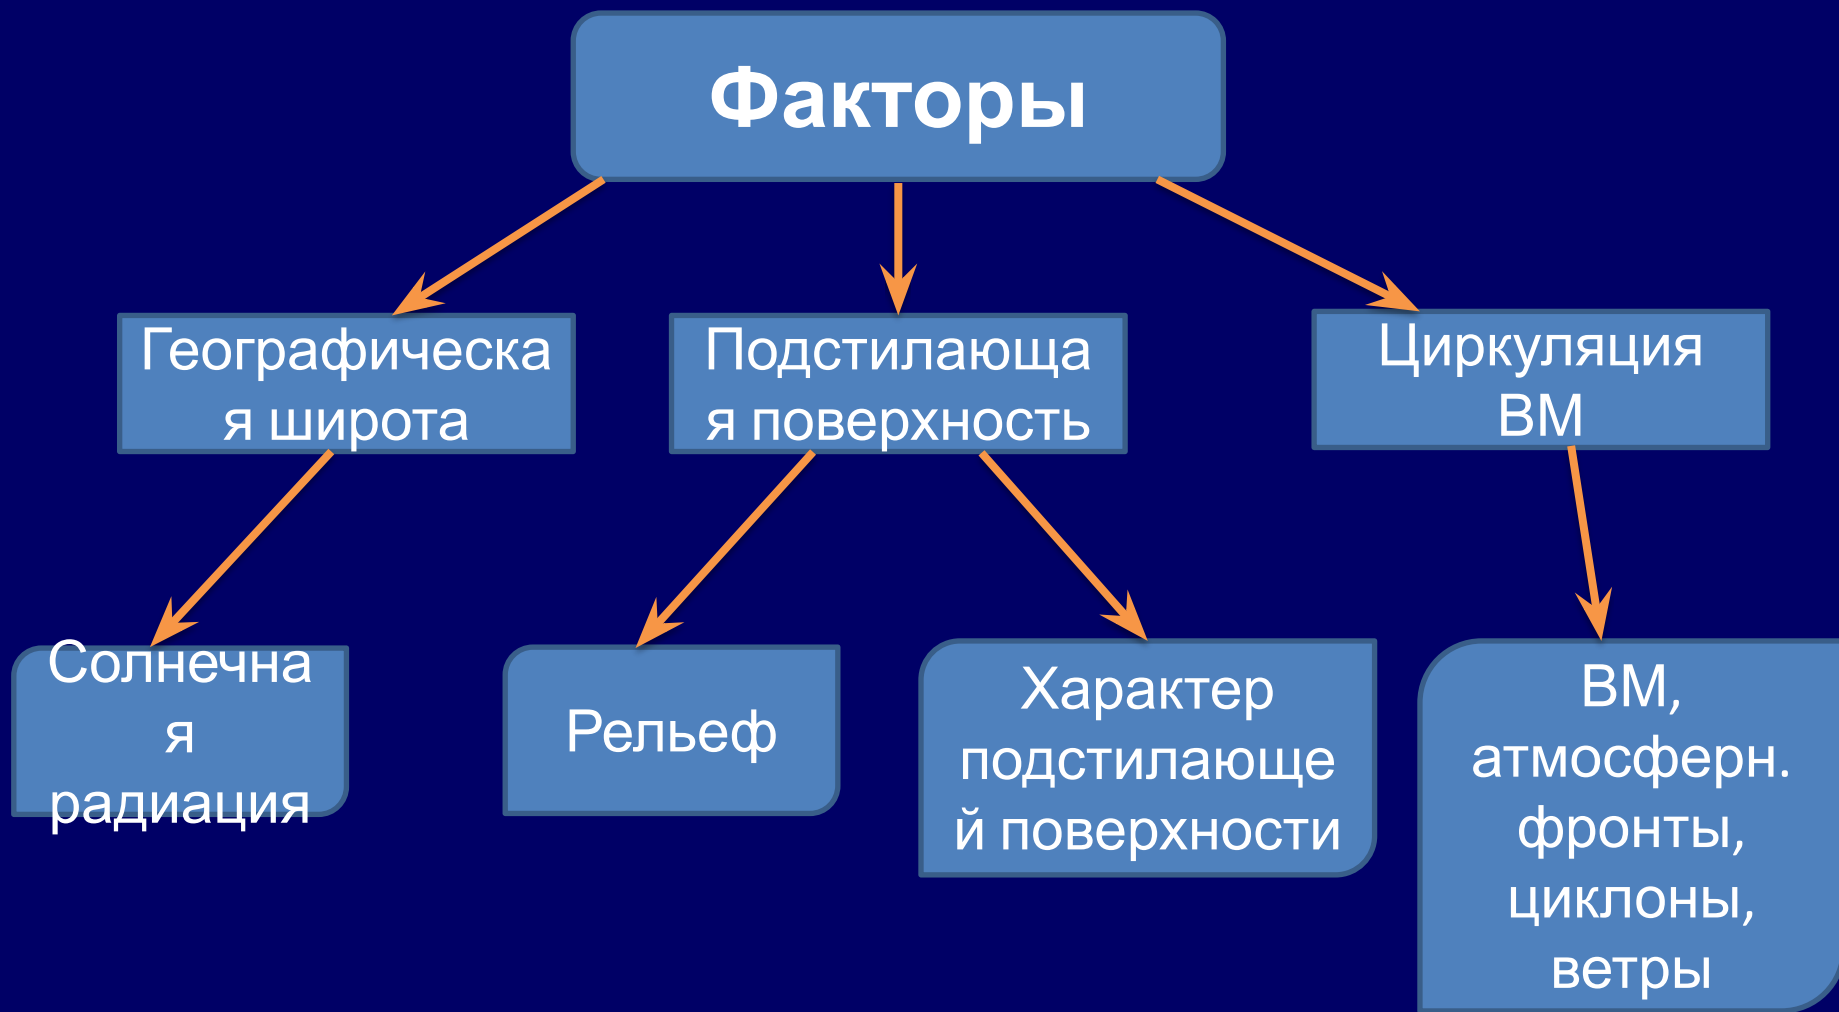 Факторы
Географическа
я широта
Подстилающа
я поверхность
Циркуляция
ВМ
Солнечна
я
радиация
Рельеф
Характер
подстилающе
й поверхности
ВМ,
атмосферн.
фронты,
циклоны,
ветры